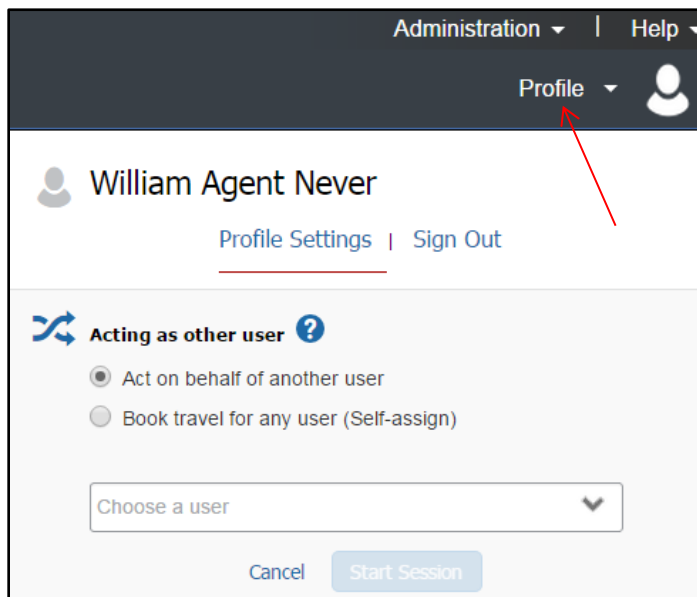 Administration | Help
Profile
William Agent Never
Profile Settings | Sign Out
Acting as other user ?
Act on behalf of another user
Book travel for any user (Self-assign)
Choose a user
Cancel Start Session